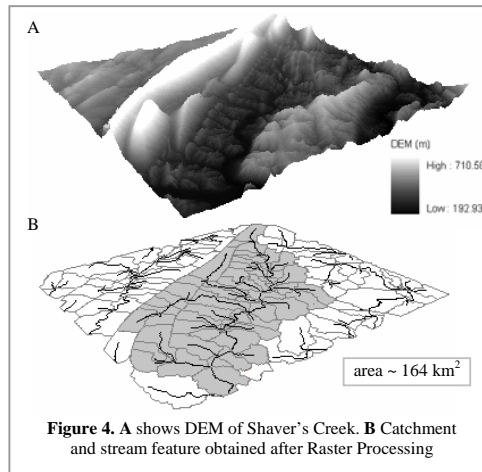 A
DEM (m)
High : 710.58
Low : 192.93
B
area ~ 164 km²
Figure 4. A shows DEM of Shaver's Creek. B Catchment
and stream feature obtained after Raster Processing